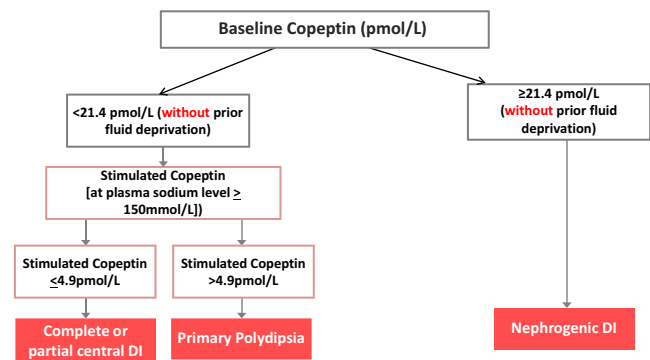 Baseline Copeptin (pmol/L)
<21.4 pmol/L (without prior
fluid deprivation)
≥21.4 pmol/L
(without prior fluid
deprivation)
Stimulated Copeptin
[at plasma sodium level >
150mmol/L])
Stimulated Copeptin
<4.9pmol/L
Stimulated Copeptin
>4.9pmol/L
Complete or
partial central DI
Primary Polydipsia
Nephrogenic DI